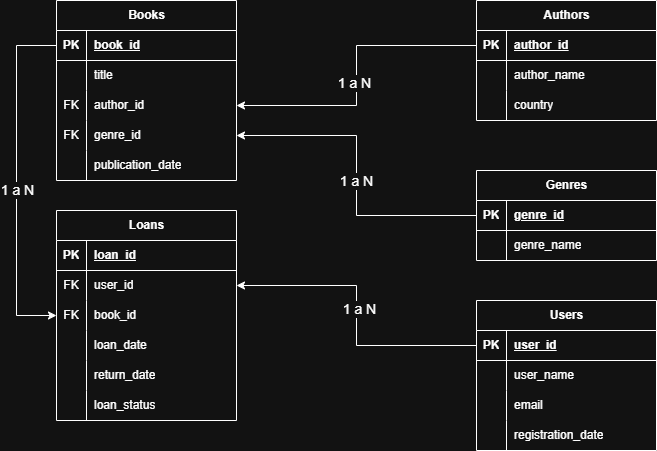 Books
PK book_id
title
FK author_id
FK genre_id
publication_date
Authors
PK author_id
author_name
country
1 a N
1 a N
1 a N
Genres
PK genre_id
genre_name
Loans
PK loan_id
FK user_id
FK book_id
loan_date
return_date
loan_status
1 a N
Users
PK user_id
user_name
email
registration_date